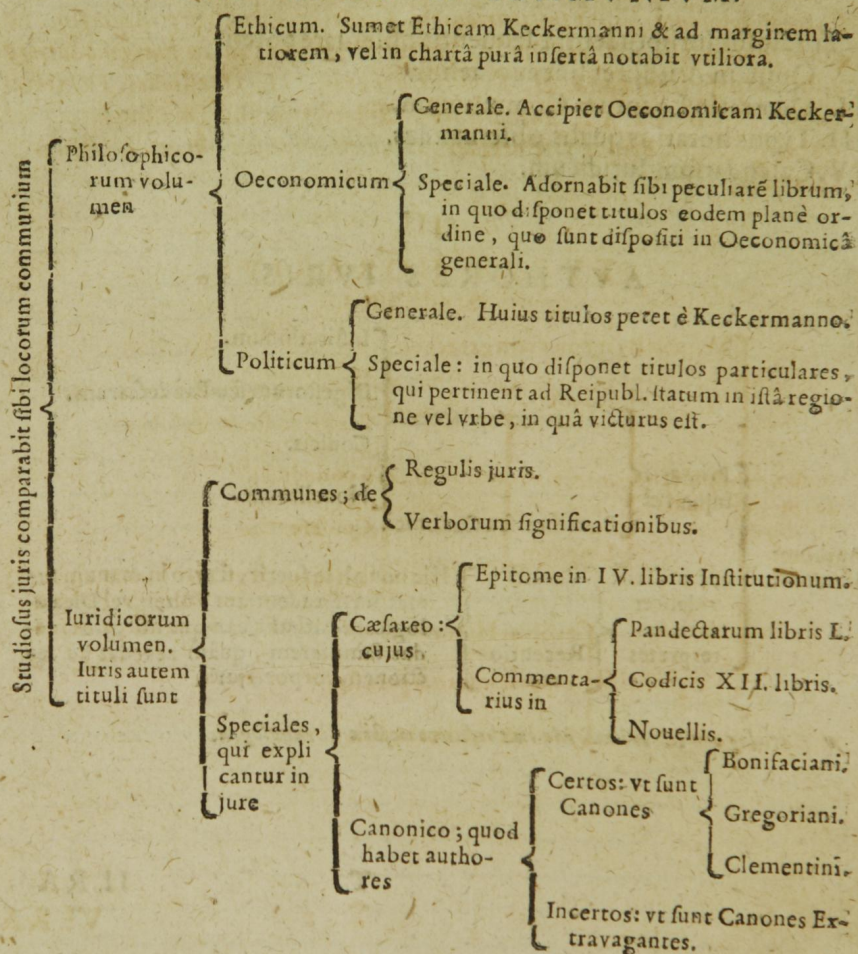 Studiosus juris comparabit sibi locorum communium
Philosophico-
rum volu-
men
Ethicum. Sumet Ethicam Keckermanni & ad marginem la-
tiorem, vel in chartâ purâ insertâ notabit vtiliora.
Oeconomicum
Generale. Accipiet Oeconomicam Kecker-
manni.
Speciale. Adornabit sibi peculiarē librum,
in quo disponet titulos eodem planè or-
dine, quo sunt dispositi in Oeconomicâ
generali.
Politicum
Generale. Huius titulos petet è Keckermanno.
Speciale: in quo disponet titulos particulares,
qui pertinent ad Reipubl. statum in istâ regio-
ne vel vrbe, in quâ victurus est.
Iuridicorum
volumen.
Iuris autem
tituli sunt
Communes; de
Regulis juris.
Verborum significationibus.
Speciales,
qui expli
cantur in
jure
Cæsareo:
cujus
Epitome in IV. libris Institutionum.
Commenta-
rius in
Pandectarum libris L.
Codicis XII. libris.
Nouellis.
Canonico; quod
habet autho-
res
Certos: vt sunt
Canones
Bonifaciani.
Gregoriani.
Clementini.
Incertos: vt sunt Canones Ex-
travagantes.